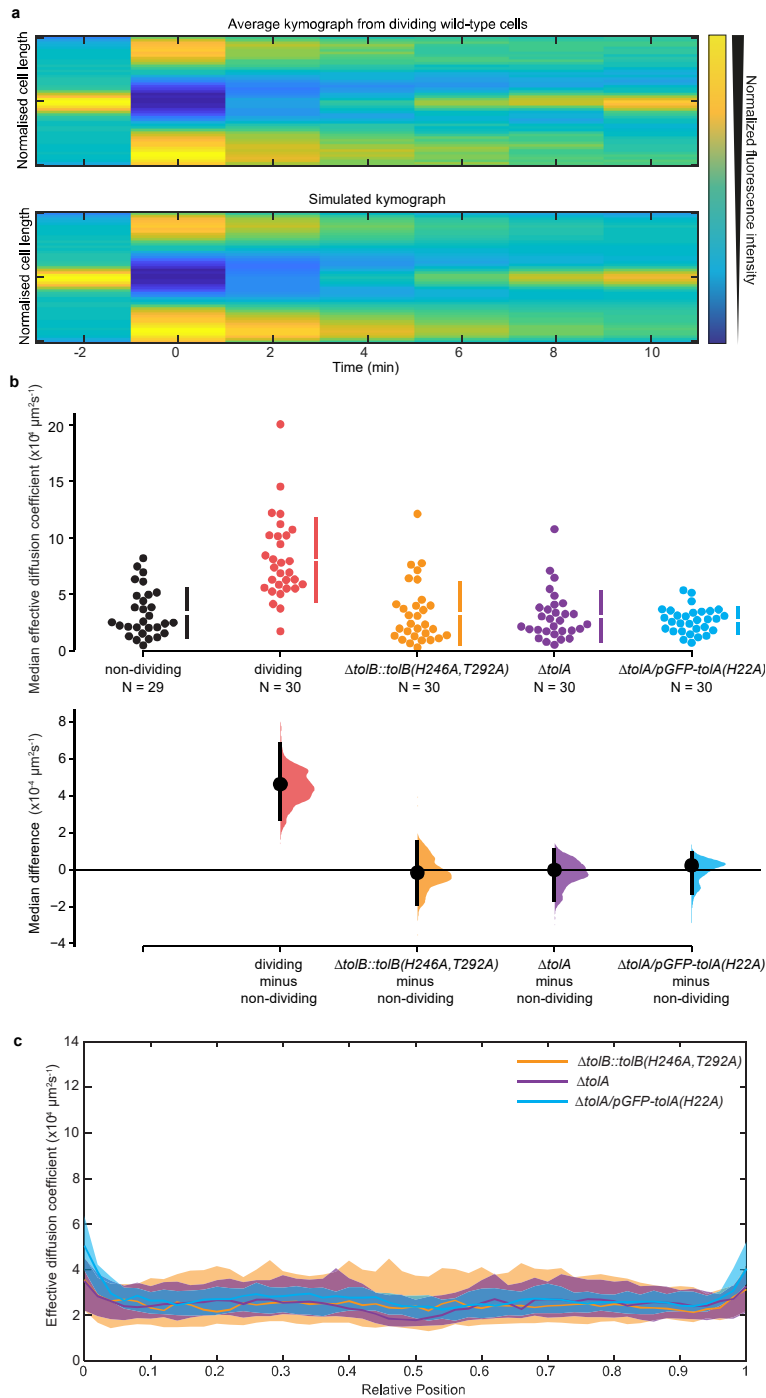 a
Average kymograph from dividing wild-type cells
Normalised cell length
Simulated kymograph
Normalised cell length
-2 0 2 4 6 8 10
Time (min)
Normalized fluorescence intensity
b
Median effective diffusion coefficient (x10⁴ μm²s⁻¹)
20
15
10
5
0
non-dividing dividing ΔtolB::tolB(H246A,T292A) ΔtolA ΔtolA/pGFP-tolA(H22A)
N = 29 N = 30 N = 30 N = 30 N = 30
Median difference (x10⁻⁴ μm²s⁻¹)
8
6
4
2
0
−2
−4
dividing ΔtolB::tolB(H246A,T292A) ΔtolA ΔtolA/pGFP-tolA(H22A)
minus minus minus minus
non-dividing non-dividing non-dividing non-dividing
c
Effective diffusion coefficient (x10⁴ μm²s⁻¹)
14
12
10
8
6
4
2
0
ΔtolB::tolB(H246A,T292A)
ΔtolA
ΔtolA/pGFP-tolA(H22A)
0 0.1 0.2 0.3 0.4 0.5 0.6 0.7 0.8 0.9 1
Relative Position